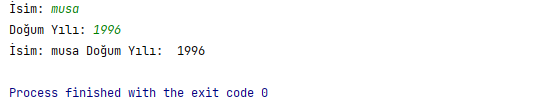 İsim: musa
Doğum Yılı: 1996
İsim: musa Doğum Yılı:  1996
Process finished with the exit code 0